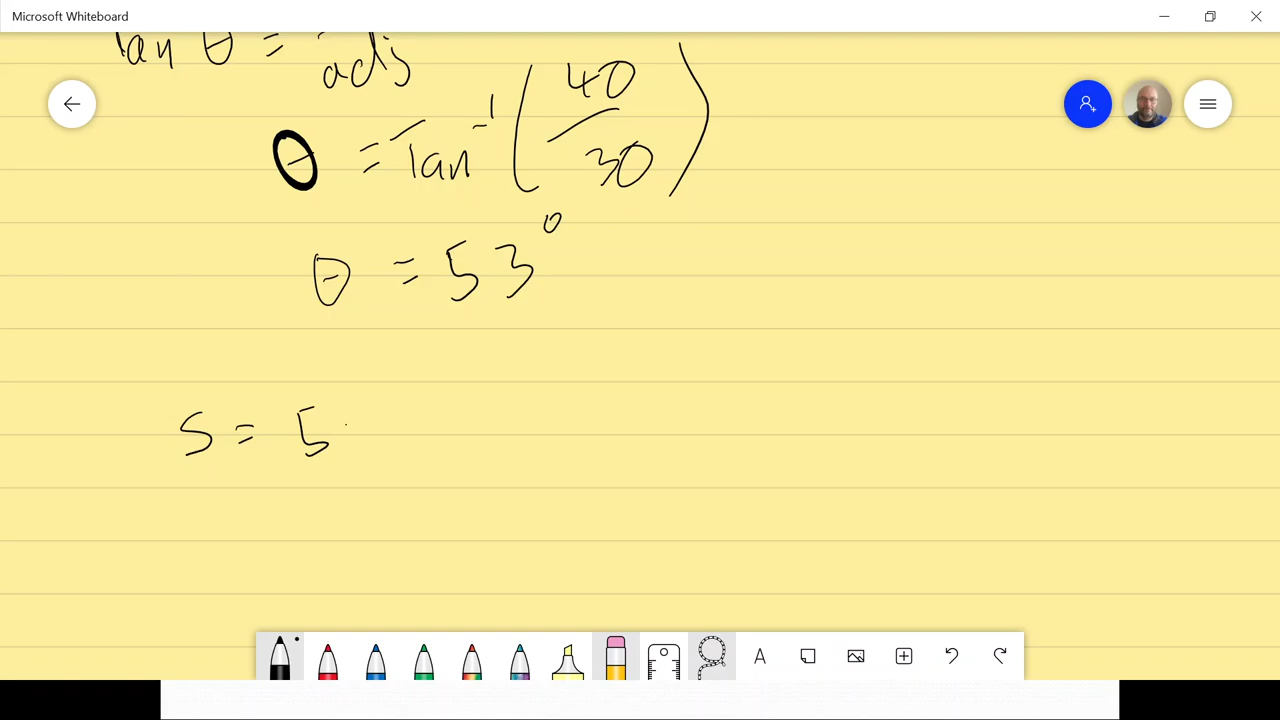 Microsoft Whiteboard
tan θ =
adj
θ = Tan⁻¹ (40/30)
θ = 53°
S = 5
A